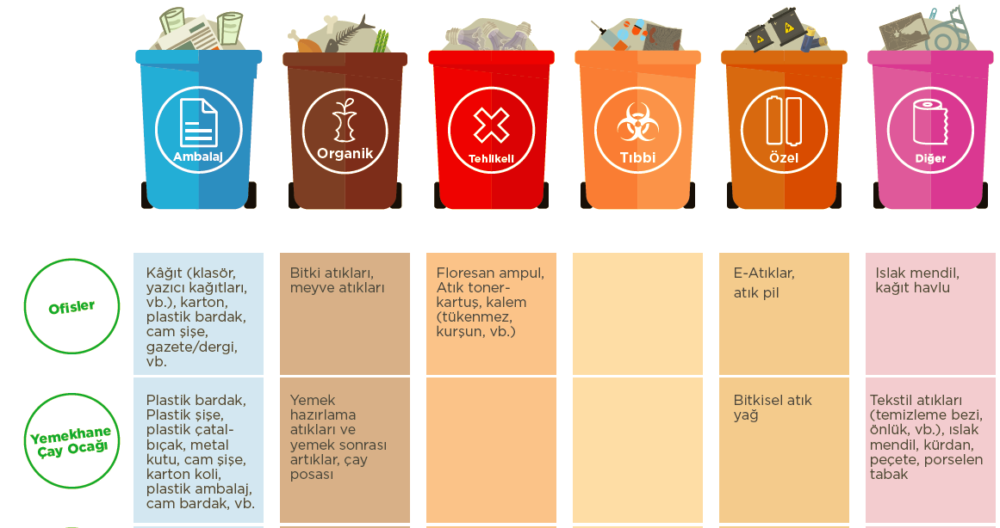 Ambalaj
Organik
Tehlikeli
Tıbbi
Özel
Diğer
Ofisler
Kâğıt (klasör,
yazıcı kağıtları,
vb.), karton,
plastik bardak,
cam şişe,
gazete/dergi,
vb.
Bitki atıkları,
meyve atıkları
Floresan ampul,
Atık toner-
kartuş, kalem
(tükenmez,
kurşun, vb.)
E-Atıklar,
atık pil
Islak mendil,
kağıt havlu
Yemekhane
Çay Ocağı
Plastik bardak,
Plastik şişe,
plastik çatal-
bıçak, metal
kutu, cam şişe,
karton koli,
plastik ambalaj,
cam bardak, vb.
Yemek
hazırlama
atıkları ve
yemek sonrası
artıklar, çay
posası
Bitkisel atık
yağ
Tekstil atıkları
(temizleme bezi,
önlük, vb.), ıslak
mendil, kürdan,
peçete, porselen
tabak